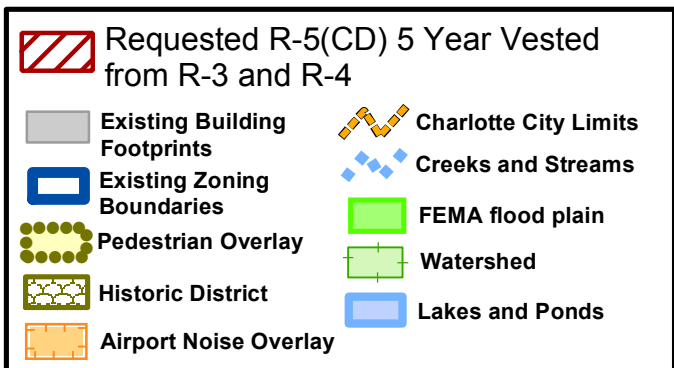 Requested R-5(CD) 5 Year Vested
from R-3 and R-4
Existing Building
Footprints
Existing Zoning
Boundaries
Pedestrian Overlay
Historic District
Airport Noise Overlay
Charlotte City Limits
Creeks and Streams
FEMA flood plain
Watershed
Lakes and Ponds